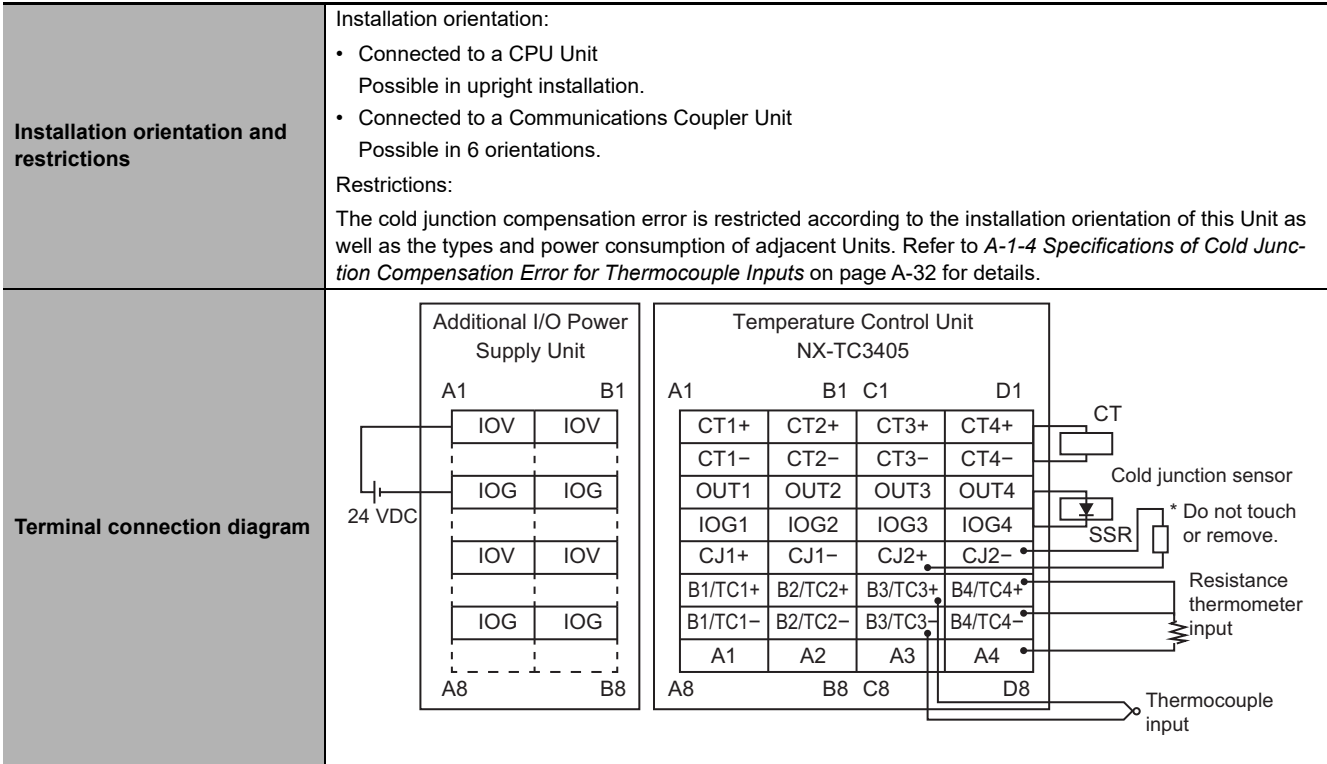 Installation orientation and
restrictions
Installation orientation:
• Connected to a CPU Unit
Possible in upright installation.
• Connected to a Communications Coupler Unit
Possible in 6 orientations.
Restrictions:
The cold junction compensation error is restricted according to the installation orientation of this Unit as
well as the types and power consumption of adjacent Units. Refer to A-1-4 Specifications of Cold Junc-
tion Compensation Error for Thermocouple Inputs on page A-32 for details.
Terminal connection diagram
Additional I/O Power
Supply Unit
A1 B1
IOV IOV
IOG IOG
24 VDC
IOV IOV
IOG IOG
A8 B8
Temperature Control Unit
NX-TC3405
A1 B1 C1 D1
CT1+ CT2+ CT3+ CT4+
CT1− CT2− CT3− CT4−
OUT1 OUT2 OUT3 OUT4
IOG1 IOG2 IOG3 IOG4
CJ1+ CJ1− CJ2+ CJ2−
B1/TC1+ B2/TC2+ B3/TC3+ B4/TC4+
B1/TC1− B2/TC2− B3/TC3− B4/TC4−
A1 A2 A3 A4
A8 B8 C8 D8
CT
Cold junction sensor
SSR
* Do not touch
or remove.
Resistance
thermometer
input
Thermocouple
input